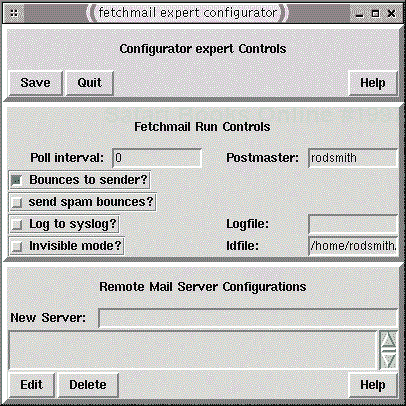 fetchmail expert configurator
Configurator expert Controls
Save Quit Help
Fetchmail Run Controls
Poll interval: 0 Postmaster: rodsmith
Bounces to sender?
send spam bounces?
Log to syslog? Logfile:
Invisible mode? Idfile: /home/rodsmith.
Remote Mail Server Configurations
New Server:
Edit Delete Help